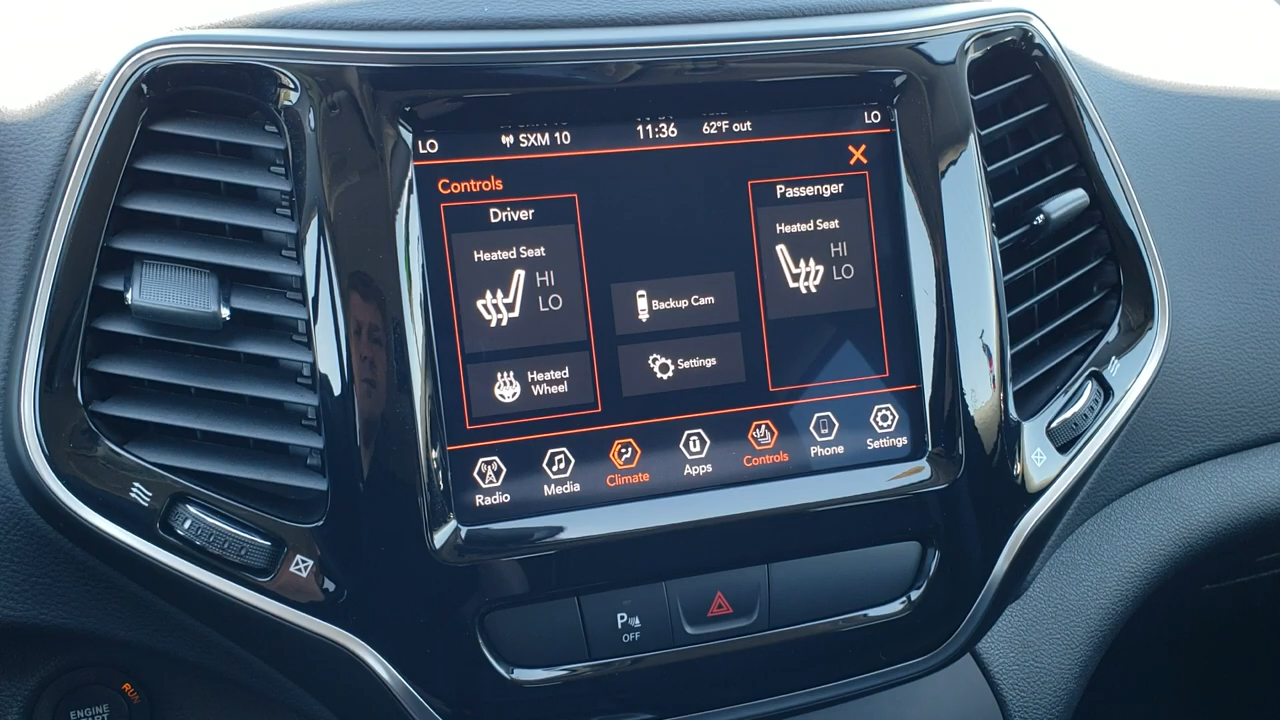 LO
SXM 10
11:36
62°F out
LO
Controls
Driver
Heated Seat
HI
LO
Heated
Wheel
Backup Cam
Settings
Passenger
Heated Seat
HI
LO
Radio
Media
Climate
Apps
Controls
Phone
Settings
P
OFF
RUN
ENGINE
START